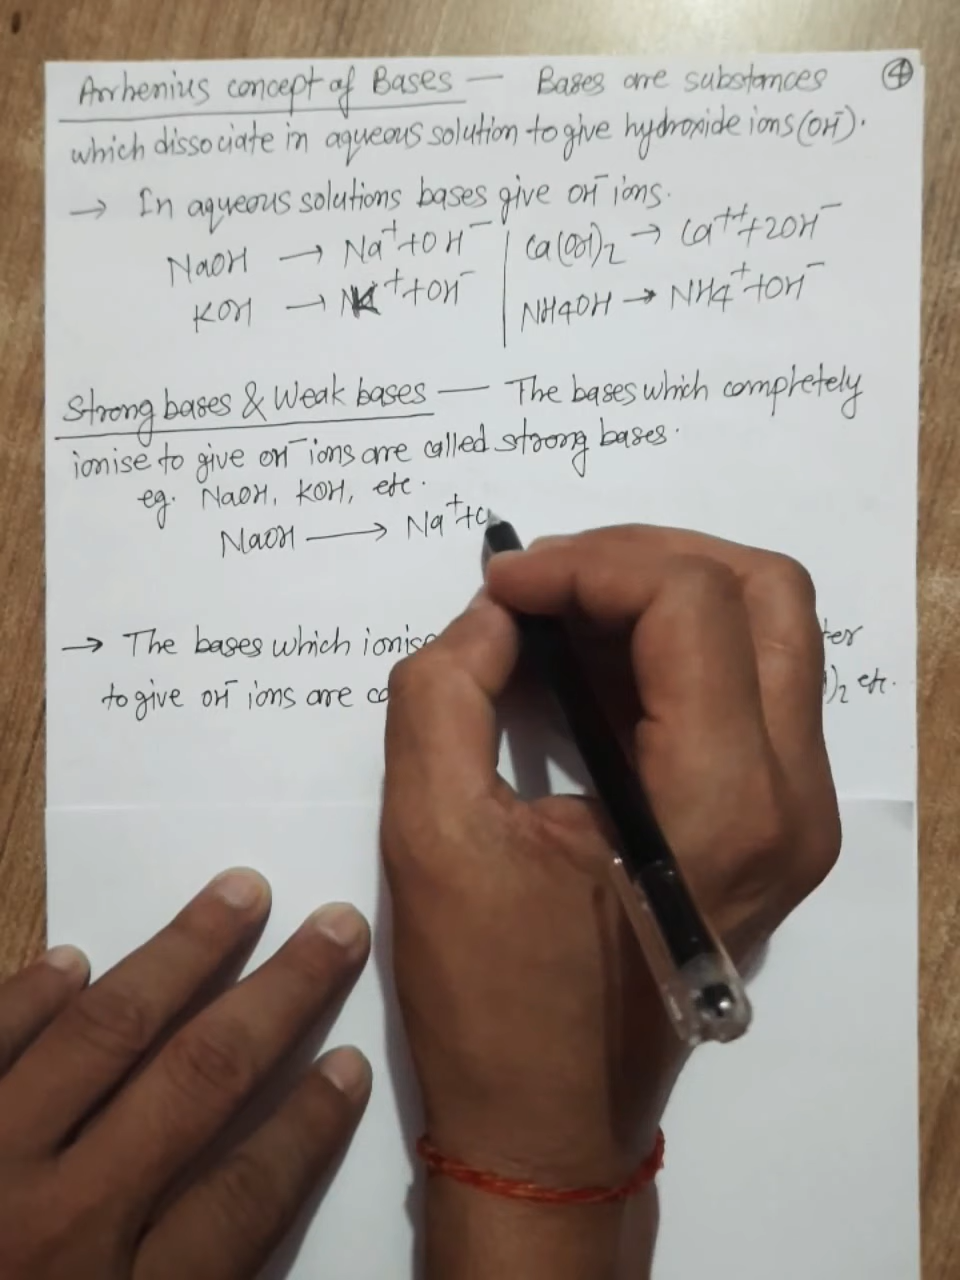 Arrhenius concept of Bases — Bases are substances ④
which dissociate in aqueous solution to give hydroxide ions (OH⁻).
→ In aqueous solutions bases give OH⁻ ions.
NaOH → Na⁺+OH⁻ | Ca(OH)₂ → Ca⁺⁺+2OH⁻
KOH → K⁺+OH⁻ | NH4OH → NH4⁺+OH⁻
Strong bases & Weak bases — The bases which completely
ionise to give OH⁻ ions are called strong bases.
eg. NaOH, KOH, etc.
NaOH → Na⁺+
→ The bases which
to give OH⁻ ions are )₂ etc.